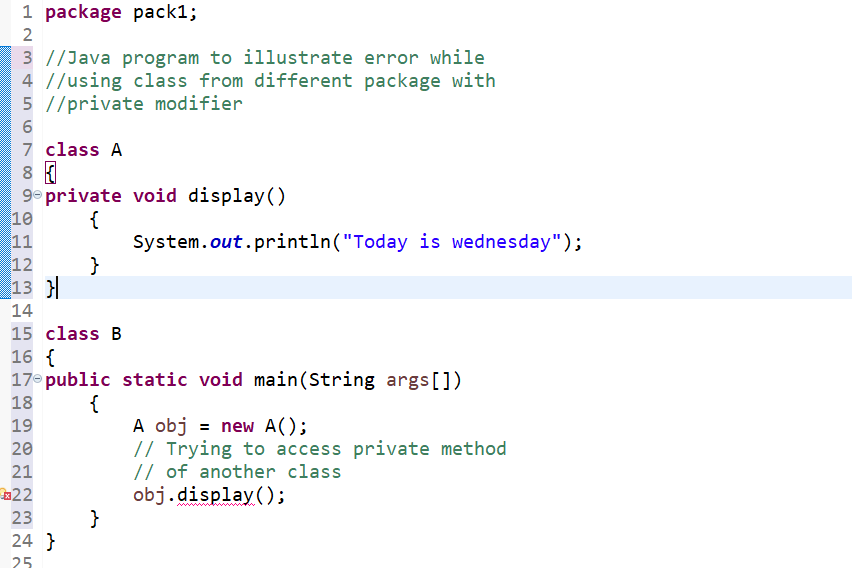 1 package pack1;
2
3 //Java program to illustrate error while
4 //using class from different package with
5 //private modifier
6
7 class A
8 {
9 private void display()
10     {
11         System.out.println("Today is wednesday");
12     }
13 }
14
15 class B
16 {
17 public static void main(String args[])
18     {
19         A obj = new A();
20         // Trying to access private method
21         // of another class
22         obj.display();
23     }
24 }
25